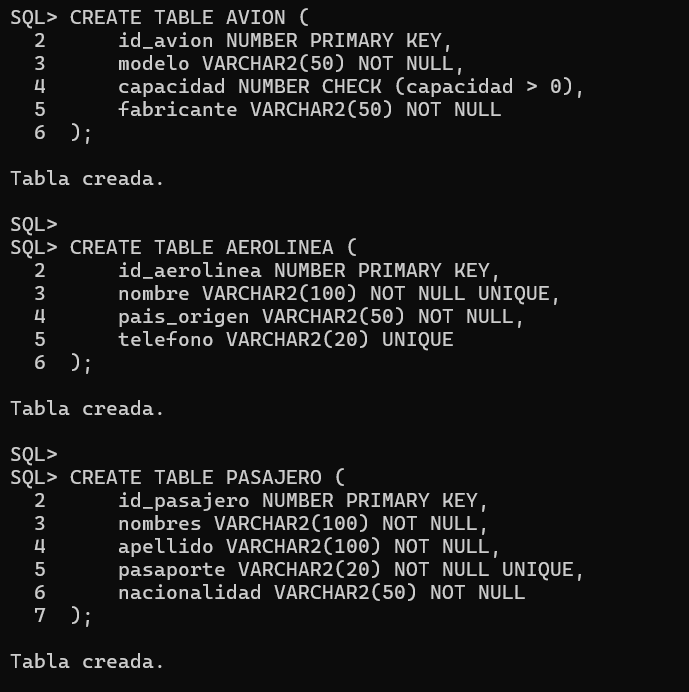 SQL> CREATE TABLE AVION (
  2      id_avion NUMBER PRIMARY KEY,
  3      modelo VARCHAR2(50) NOT NULL,
  4      capacidad NUMBER CHECK (capacidad > 0),
  5      fabricante VARCHAR2(50) NOT NULL
  6  );
Tabla creada.
SQL>
SQL> CREATE TABLE AEROLINEA (
  2      id_aerolinea NUMBER PRIMARY KEY,
  3      nombre VARCHAR2(100) NOT NULL UNIQUE,
  4      pais_origen VARCHAR2(50) NOT NULL,
  5      telefono VARCHAR2(20) UNIQUE
  6  );
Tabla creada.
SQL>
SQL> CREATE TABLE PASAJERO (
  2      id_pasajero NUMBER PRIMARY KEY,
  3      nombres VARCHAR2(100) NOT NULL,
  4      apellido VARCHAR2(100) NOT NULL,
  5      pasaporte VARCHAR2(20) NOT NULL UNIQUE,
  6      nacionalidad VARCHAR2(50) NOT NULL
  7  );
Tabla creada.